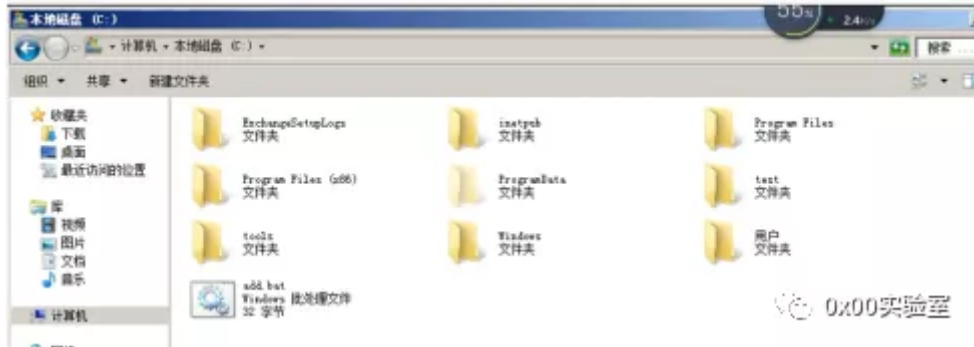 本地磁盘 (C:)
55%
2.4K/s
计算机 本地磁盘 (C:)
搜索 ...
组织 共享 新建文件夹
收藏夹
下载
桌面
最近访问的位置
库
视频
图片
文档
音乐
计算机
ExchangeSetupLogs
文件夹
inetpub
文件夹
Program Files
文件夹
Program Files (x86)
文件夹
ProgramData
文件夹
test
文件夹
tools
文件夹
Windows
文件夹
用户
文件夹
add.bat
Windows 批处理文件
32 字节
0x00实验室